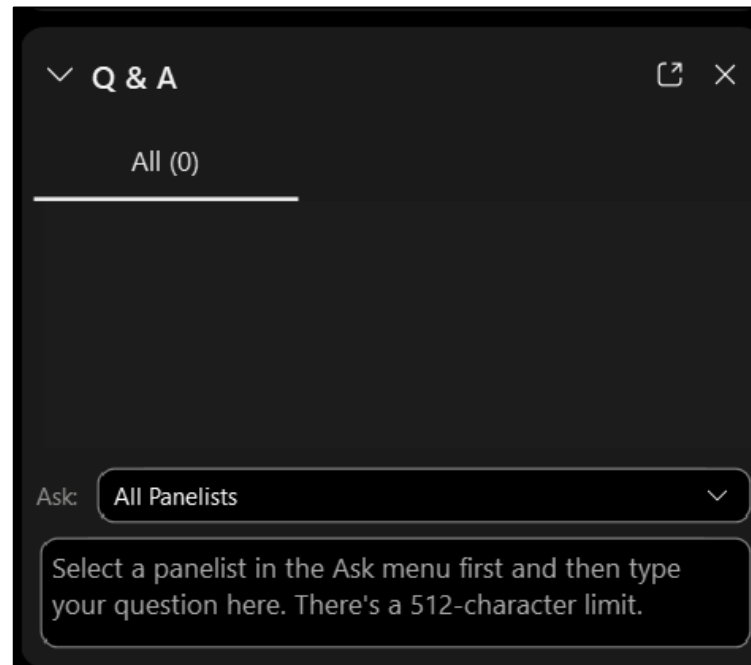 Q & A
All (0)
Ask:
All Panelists
Select a panelist in the Ask menu first and then type
your question here. There's a 512-character limit.